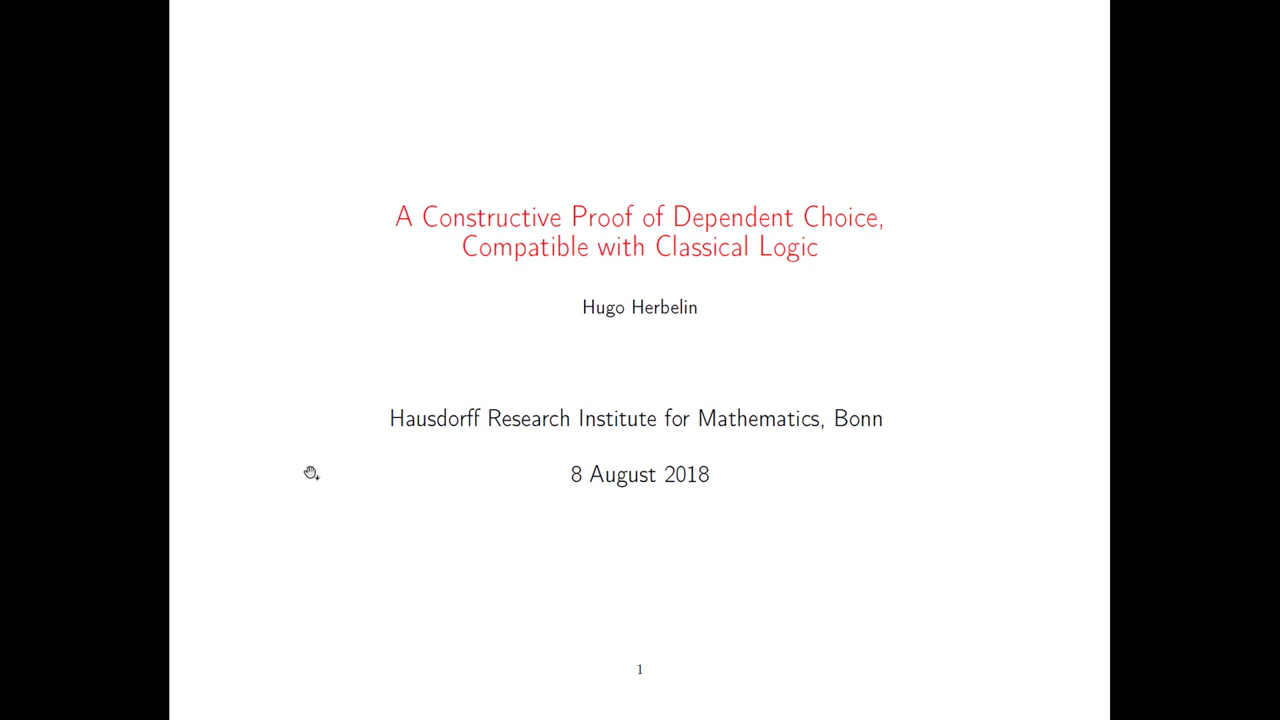 A Constructive Proof of Dependent Choice,
Compatible with Classical Logic
Hugo Herbelin
Hausdorff Research Institute for Mathematics, Bonn
8 August 2018
1